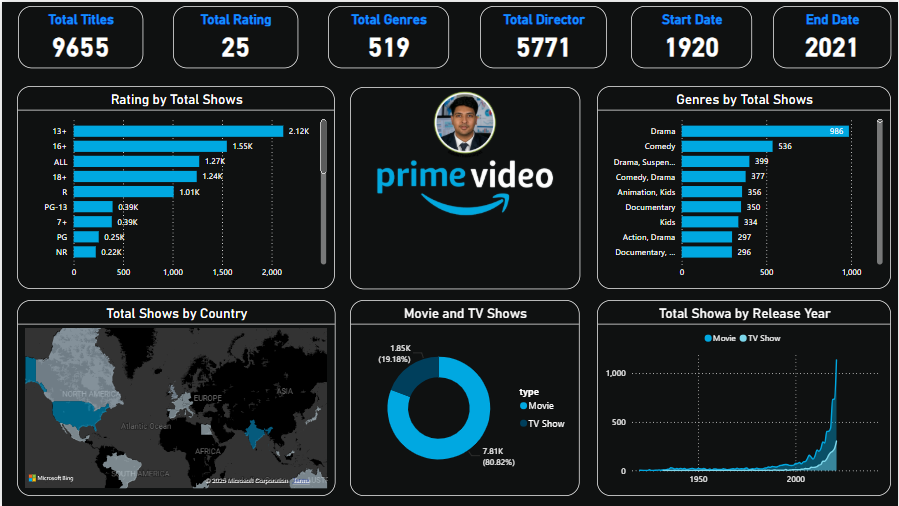 Total Titles
9655
Total Rating
25
Total Genres
519
Total Director
5771
Start Date
1920
End Date
2021
Rating by Total Shows
13+ 2.12K
16+ 1.55K
ALL 1.27K
18+ 1.24K
R 1.01K
PG-13 0.39K
7+ 0.39K
PG 0.25K
NR 0.22K
0 500 1,000 1,500 2,000
prime video
Genres by Total Shows
Drama 986
Comedy 536
Drama, Suspen... 399
Comedy, Drama 377
Animation, Kids 356
Documentary 350
Kids 334
Action, Drama 297
Documentary, ... 296
0 500 1,000
Total Shows by Country
NORTH AMERICA
EUROPE
ASIA
Atlantic Ocean
AFRICA
SOUTH AMERICA
Microsoft Bing
© 2025 Microsoft Corporation Terms
Movie and TV Shows
1.85K
(19.18%)
type
Movie
TV Show
7.81K
(80.82%)
Total Showa by Release Year
Movie TV Show
1,000
500
0
1950 2000